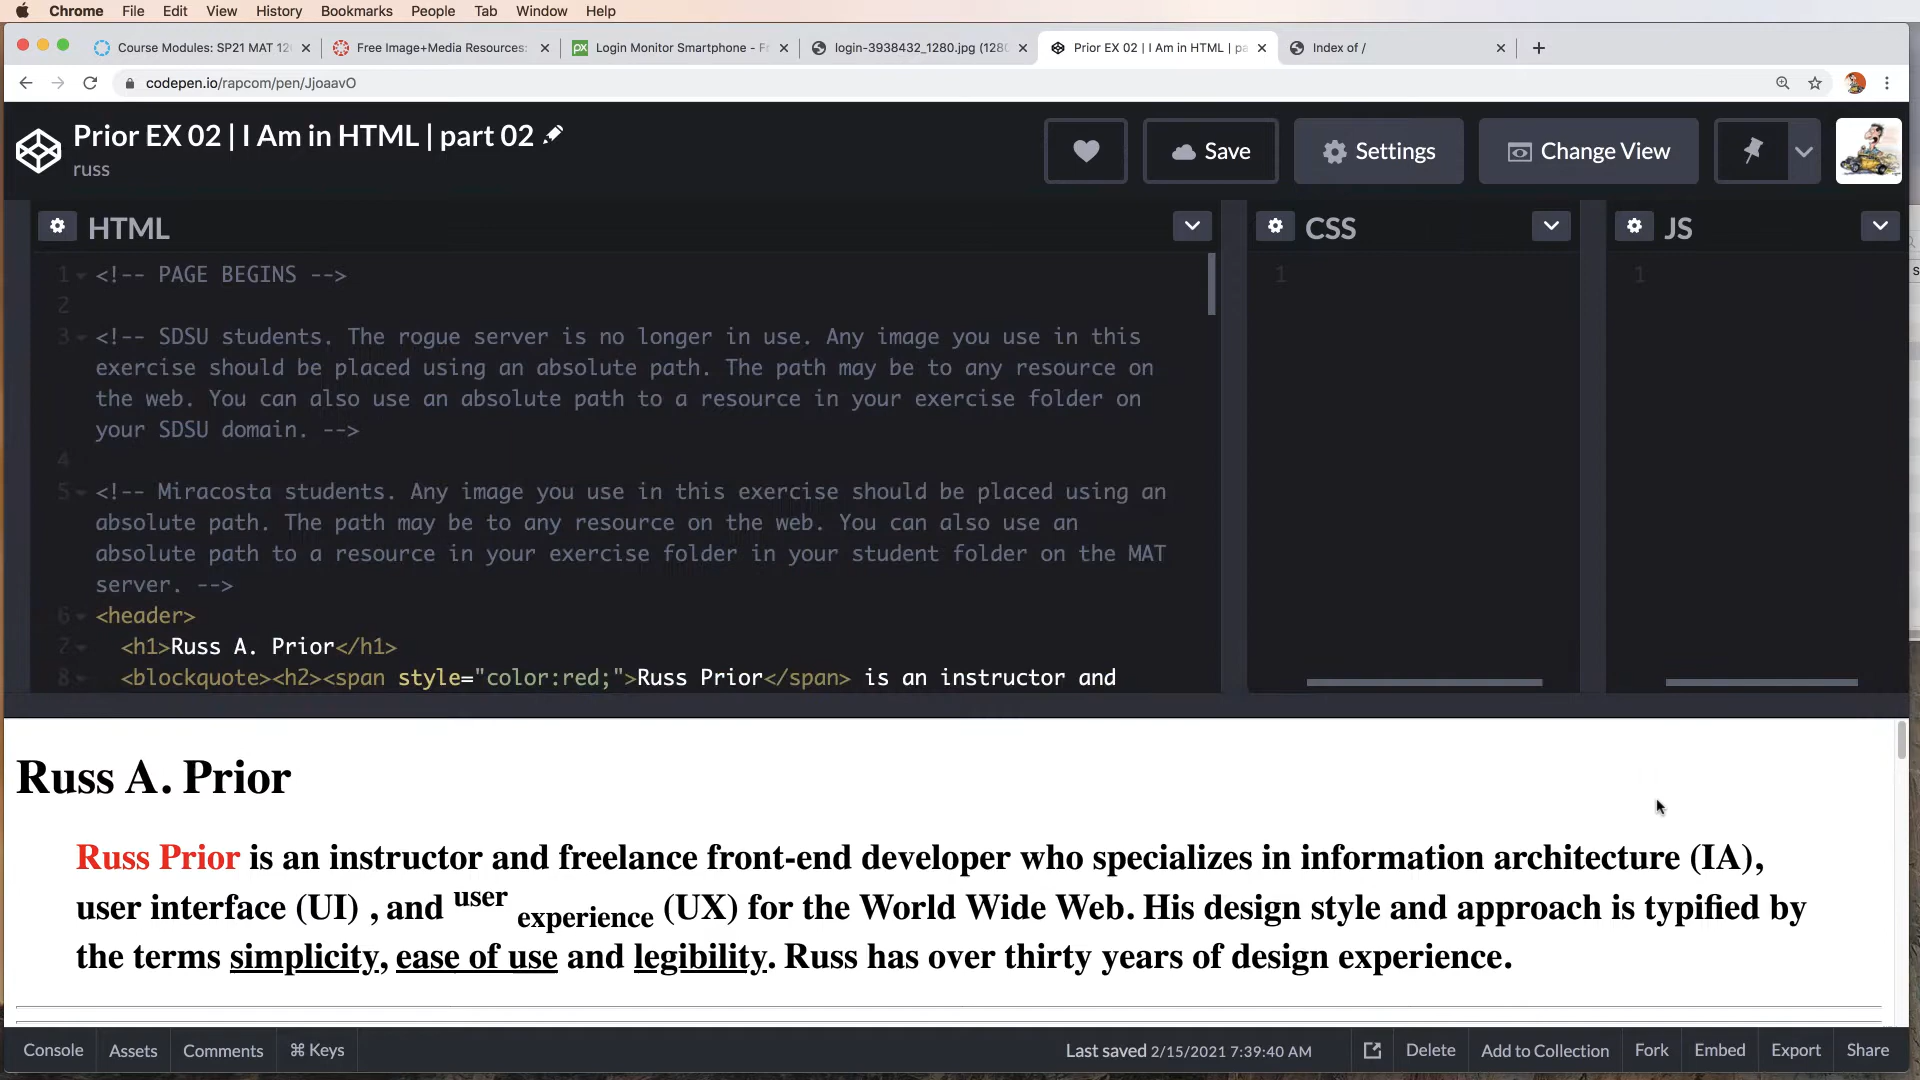 Chrome File Edit View History Bookmarks People Tab Window Help
Course Modules: SP21 MAT 12
Free Image+Media Resources:
Login Monitor Smartphone - F
login-3938432_1280.jpg (128
Prior EX 02 | I Am in HTML | pa
Index of /
codepen.io/rapcom/pen/JjoaavO
Prior EX 02 | I Am in HTML | part 02
russ
Save
Settings
Change View
HTML
CSS
JS
1 <!-- PAGE BEGINS -->
2
3 <!-- SDSU students. The rogue server is no longer in use. Any image you use in this
exercise should be placed using an absolute path. The path may be to any resource on
the web. You can also use an absolute path to a resource in your exercise folder on
your SDSU domain. -->
4
5 <!-- Miracosta students. Any image you use in this exercise should be placed using an
absolute path. The path may be to any resource on the web. You can also use an
absolute path to a resource in your exercise folder in your student folder on the MAT
server. -->
6 <header>
7 <h1>Russ A. Prior</h1>
8 <blockquote><h2><span style="color:red;">Russ Prior</span> is an instructor and
1
1
Russ A. Prior
Russ Prior is an instructor and freelance front-end developer who specializes in information architecture (IA),
user interface (UI) , and user experience (UX) for the World Wide Web. His design style and approach is typified by
the terms simplicity, ease of use and legibility. Russ has over thirty years of design experience.
Console Assets Comments ⌘ Keys
Last saved 2/15/2021 7:39:40 AM
Delete Add to Collection Fork Embed Export Share